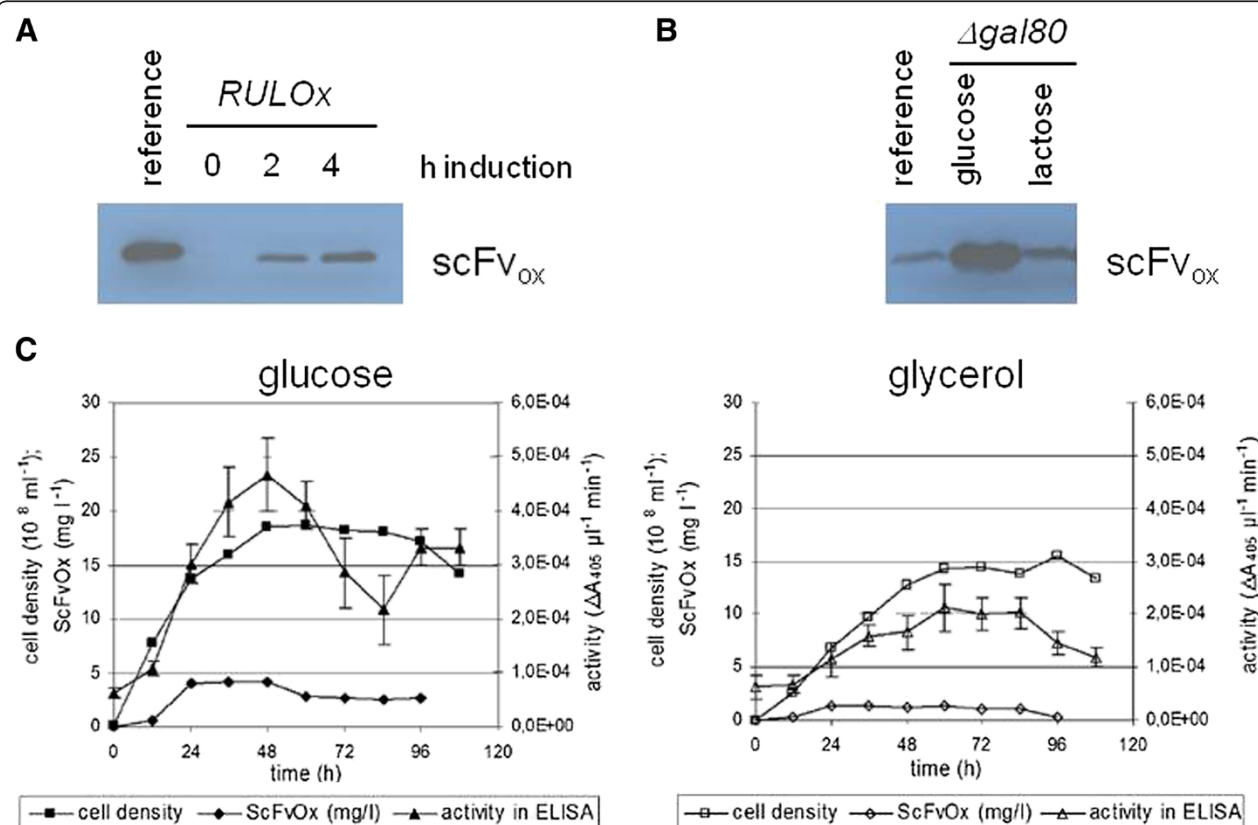 A
reference
RULOx
0 2 4 h induction
scFvOX
B
Δgal80
reference
glucose
lactose
scFvOX
C
glucose
cell density (10 8 ml-1);
ScFvOx (mg l-1)
30
25
20
15
10
5
0
6,0E-04
5,0E-04
4,0E-04
3,0E-04
2,0E-04
1,0E-04
0,0E+00
activity (ΔA405 µl-1 min-1)
0 24 48 72 96 120
time (h)
cell density ScFvOx (mg/l) activity in ELISA
glycerol
cell density (10 8 ml-1);
ScFvOx (mg l-1)
30
25
20
15
10
5
0
6,0E-04
5,0E-04
4,0E-04
3,0E-04
2,0E-04
1,0E-04
0,0E+00
activity (ΔA405 µl-1 min-1)
0 24 48 72 96 120
time (h)
cell density ScFvOx (mg/l) activity in ELISA